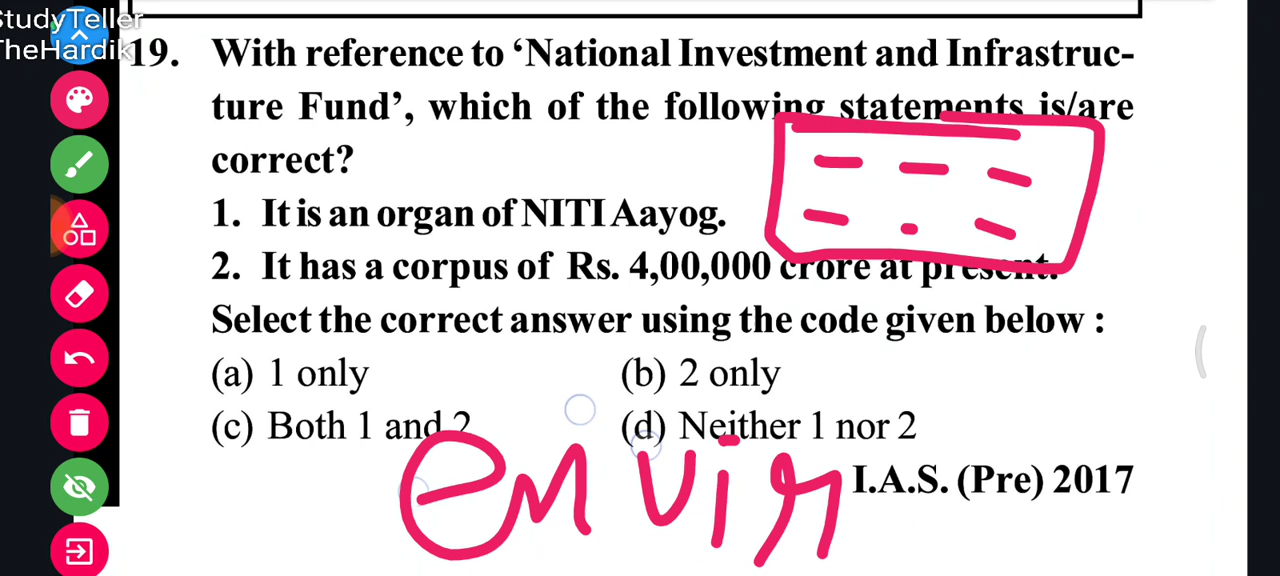 StudyTeller
TheHardik
19. With reference to ‘National Investment and Infrastruc-
ture Fund’, which of the following statements is/are
correct?
1. It is an organ of NITI Aayog.
2. It has a corpus of Rs. 4,00,000 crore at present.
Select the correct answer using the code given below :
(a) 1 only (b) 2 only
(c) Both 1 and 2 (d) Neither 1 nor 2
envir
I.A.S. (Pre) 2017